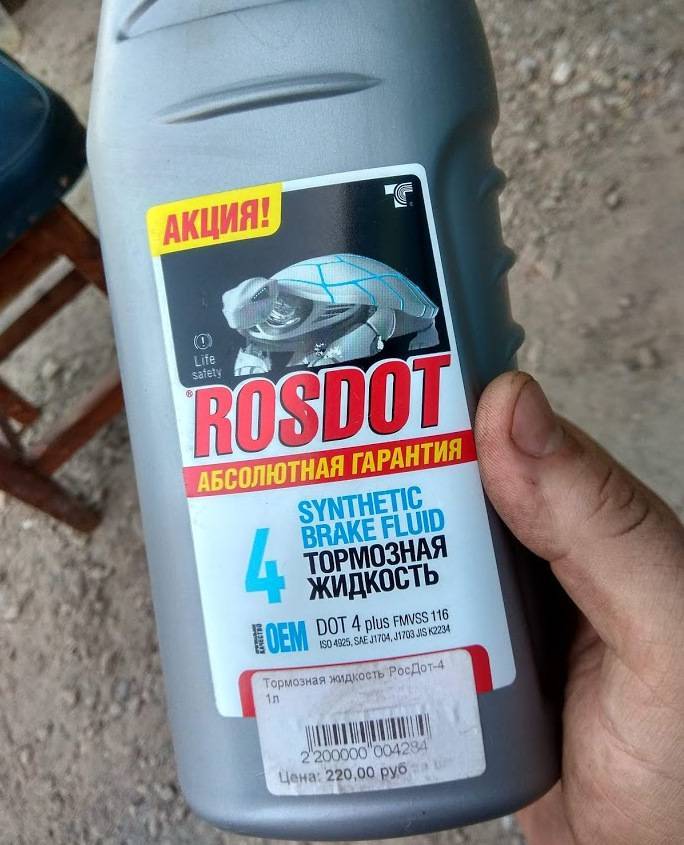 АКЦИЯ!
Life
safety
®
ROSDOT
АБСОЛЮТНАЯ ГАРАНТИЯ
4
SYNTHETIC
BRAKE FLUID
ТОРМОЗНАЯ
ЖИДКОСТЬ
OEM
DOT 4 plus FMVSS 116
ISO 4925, SAE J1704, J1703 JIS K2234
Тормозная жидкость РосДот-4
1л
2 200000 004284
Цена: 220,00 руб за